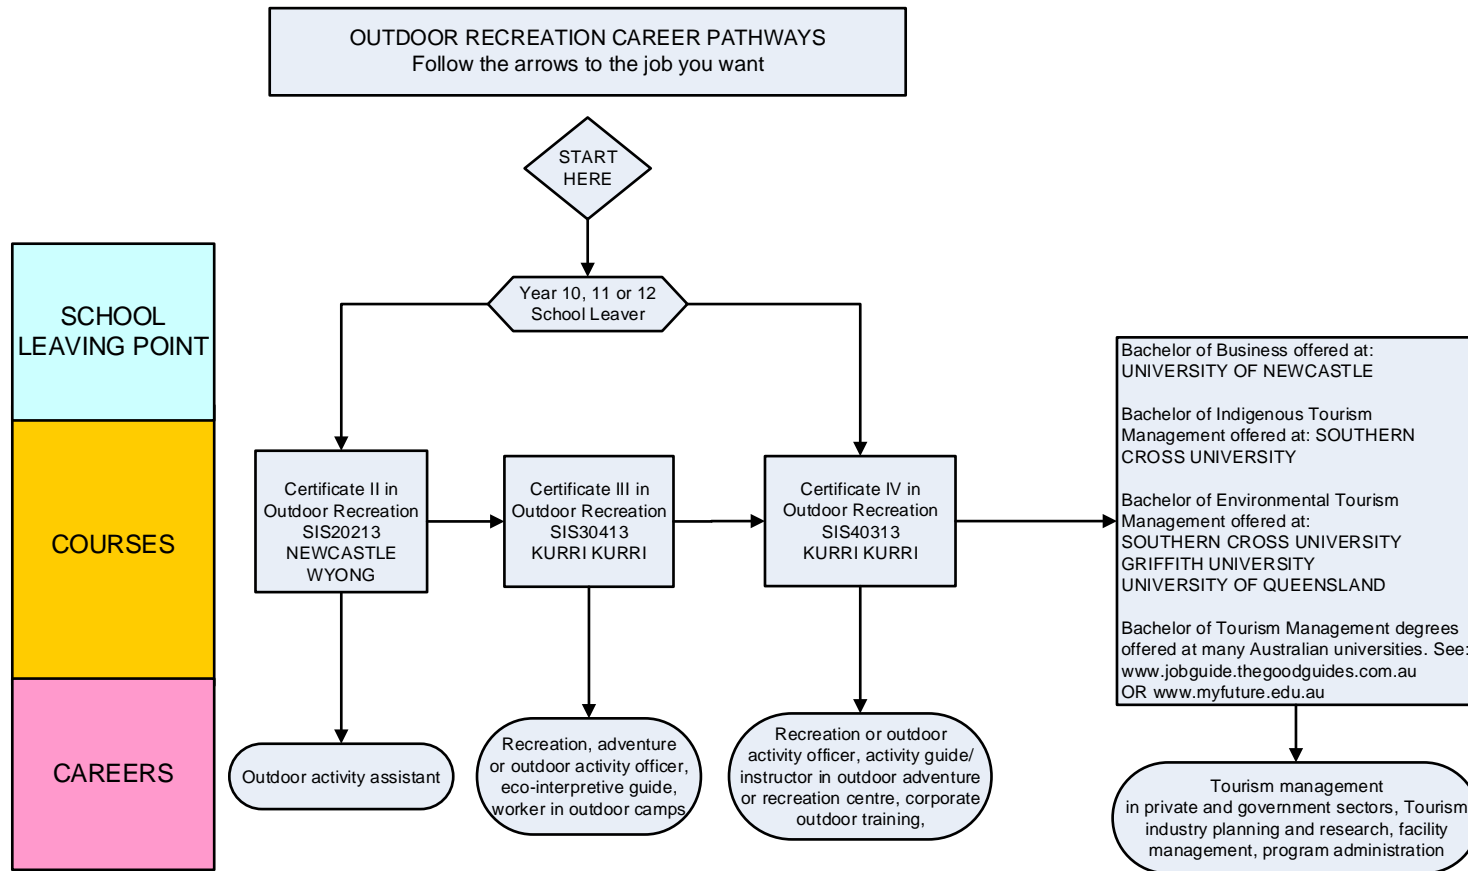 OUTDOOR RECREATION CAREER PATHWAYS
Follow the arrows to the job you want
START
HERE
SCHOOL
LEAVING POINT
Year 10, 11 or 12
School Leaver
COURSES
Certificate II in
Outdoor Recreation
SIS20213
NEWCASTLE
WYONG
Certificate III in
Outdoor Recreation
SIS30413
KURRI KURRI
Certificate IV in
Outdoor Recreation
SIS40313
KURRI KURRI
Bachelor of Business offered at:
UNIVERSITY OF NEWCASTLE
Bachelor of Indigenous Tourism
Management offered at: SOUTHERN
CROSS UNIVERSITY
Bachelor of Environmental Tourism
Management offered at:
SOUTHERN CROSS UNIVERSITY
GRIFFITH UNIVERSITY
UNIVERSITY OF QUEENSLAND
Bachelor of Tourism Management degrees
offered at many Australian universities. See:
www.jobguide.thegoodguides.com.au
OR www.myfuture.edu.au
CAREERS
Outdoor activity assistant
Recreation, adventure
or outdoor activity officer,
eco-interpretive guide,
worker in outdoor camps
Recreation or outdoor
activity officer, activity guide/
instructor in outdoor adventure
or recreation centre, corporate
outdoor training,
Tourism management
in private and government sectors, Tourism
industry planning and research, facility
management, program administration